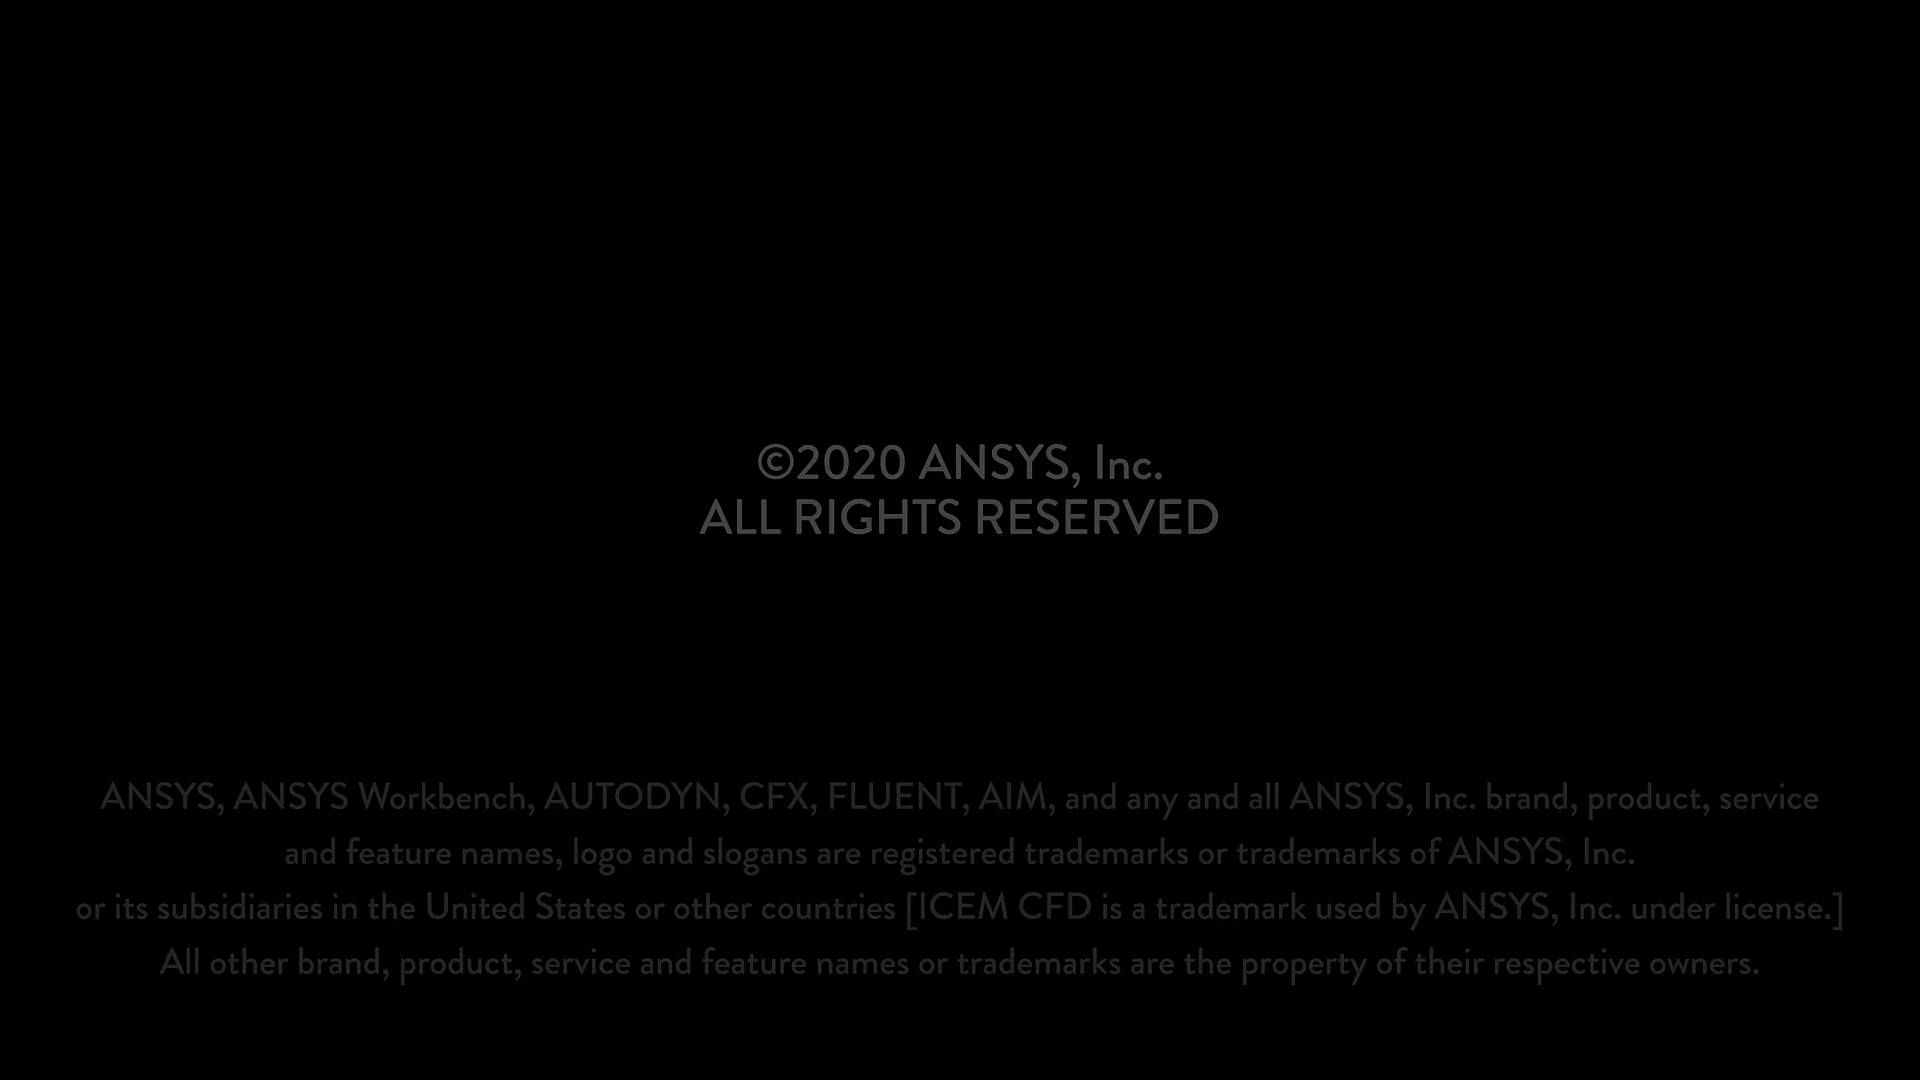 ©2020 ANSYS, Inc.
ALL RIGHTS RESERVED
ANSYS, ANSYS Workbench, AUTODYN, CFX, FLUENT, AIM, and any and all ANSYS, Inc. brand, product, service
and feature names, logo and slogans are registered trademarks or trademarks of ANSYS, Inc.
or its subsidiaries in the United States or other countries [ICEM CFD is a trademark used by ANSYS, Inc. under license.]
All other brand, product, service and feature names or trademarks are the property of their respective owners.